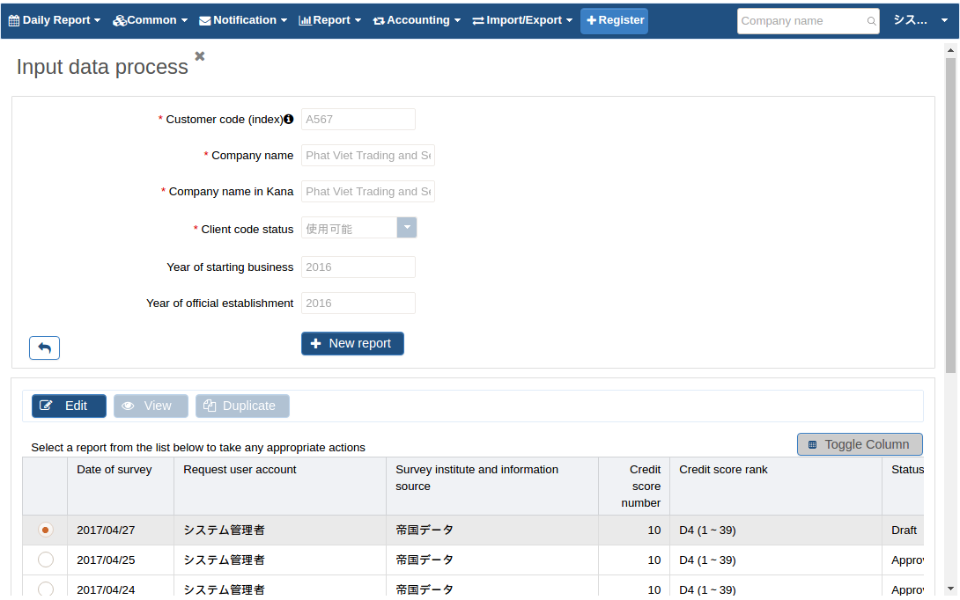 Daily Report Common Notification Report Accounting Import/Export Register Company name シス...
Input data process
* Customer code (index) A567
* Company name Phat Viet Trading and Se
* Company name in Kana Phat Viet Trading and Se
* Client code status 使用可能
Year of starting business 2016
Year of official establishment 2016
New report
Edit View Duplicate
Select a report from the list below to take any appropriate actions
Toggle Column
Date of survey Request user account Survey institute and information source Credit score number Credit score rank Status
2017/04/27 システム管理者 帝国データ 10 D4 (1 ~ 39) Draft
2017/04/25 システム管理者 帝国データ 10 D4 (1 ~ 39) Approv
2017/04/24 システム管理者 帝国データ 10 D4 (1 ~ 39) Approv